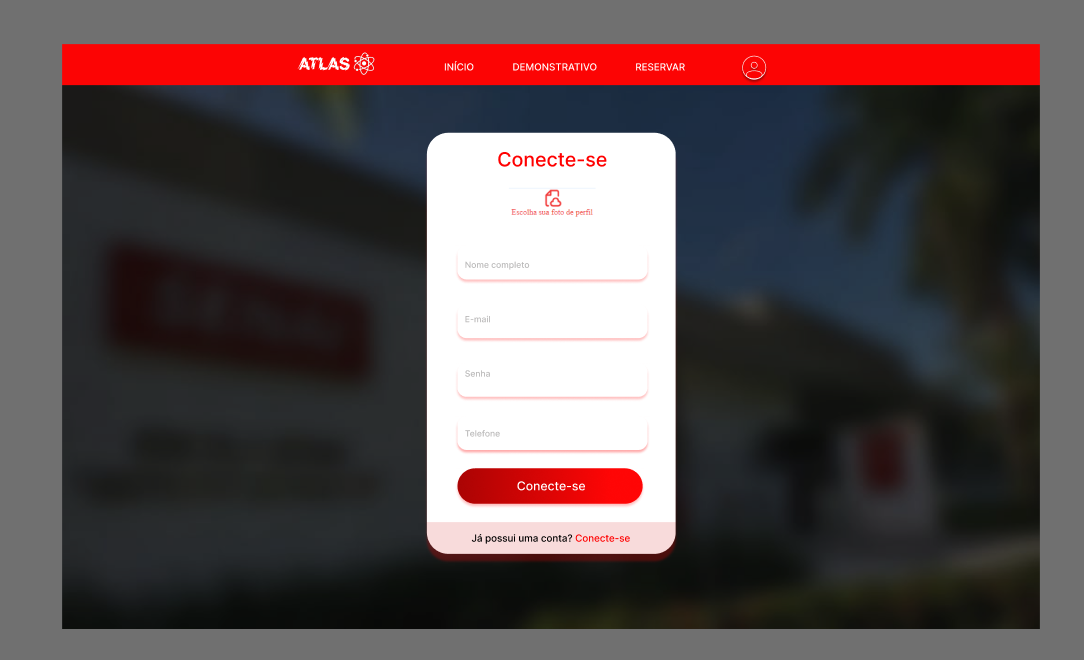 ATLAS
INÍCIO
DEMONSTRATIVO
RESERVAR
Conecte-se
Escolha sua foto de perfil
Nome completo
E-mail
Senha
Telefone
Conecte-se
Já possui uma conta? Conecte-se